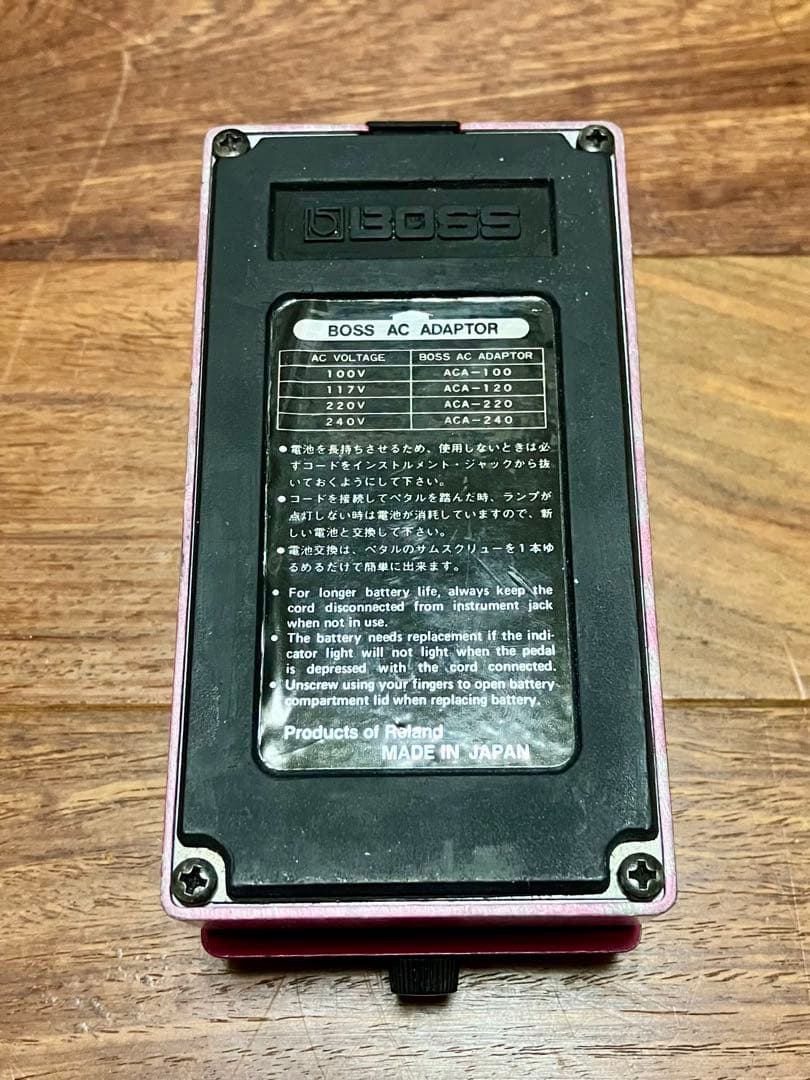 BOSS
BOSS AC ADAPTOR
AC VOLTAGE BOSS AC ADAPTOR
100V ACA-100
117V ACA-120
220V ACA-220
240V ACA-240
●電池を長持ちさせるため、使用しないときは必
ずコードをインストルメント・ジャックから抜
いておくようにして下さい。
●コードを接続してペタルを踏んだ時、ランプが
点灯しない時は電池が消耗していますので、新
しい電池と交換して下さい。
●電池交換は、ペタルのサムスクリューを1本ゆ
るめるだけで簡単に出来ます。
● For longer battery life, always keep the
cord disconnected from instrument jack
when not in use.
● The battery needs replacement if the indi-
cator light will not light when the pedal
is depressed with the cord connected.
● Unscrew using your fingers to open battery
compartment lid when replacing battery.
Products of Roland
MADE IN JAPAN